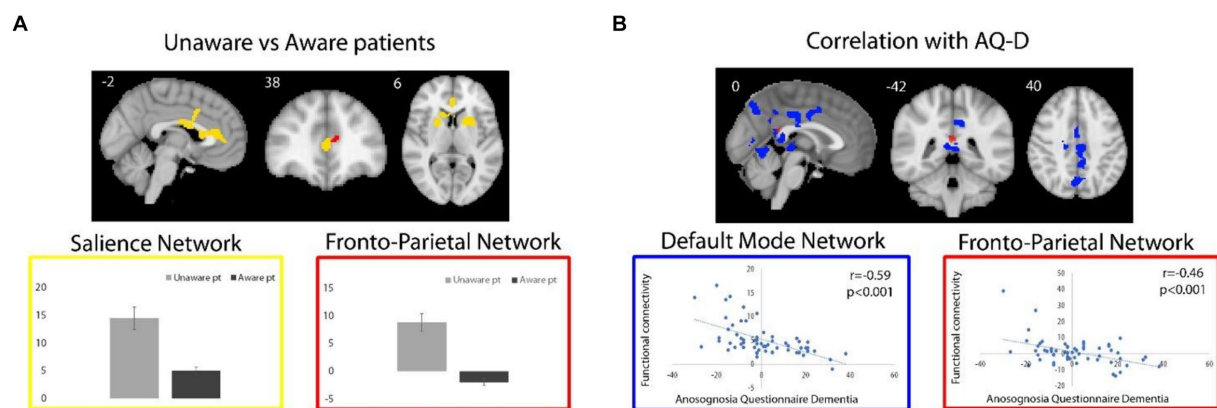 A
Unaware vs Aware patients
-2
38
6
Salience Network
Unaware pt
Aware pt
20
15
10
5
0
Fronto-Parietal Network
Unaware pt
Aware pt
15
10
5
0
-5
B
Correlation with AQ-D
0
-42
40
Default Mode Network
r=-0.59
p<0.001
Functional connectivity
20
15
10
5
0
-5
-40
-20
0
20
40
60
Anosognosia Questionnaire Dementia
Fronto-Parietal Network
r=-0.46
p<0.001
Functional connectivity
50
40
30
20
10
0
-10
-20
-40
-20
0
20
40
60
Anosognosia Questionnaire Dementia